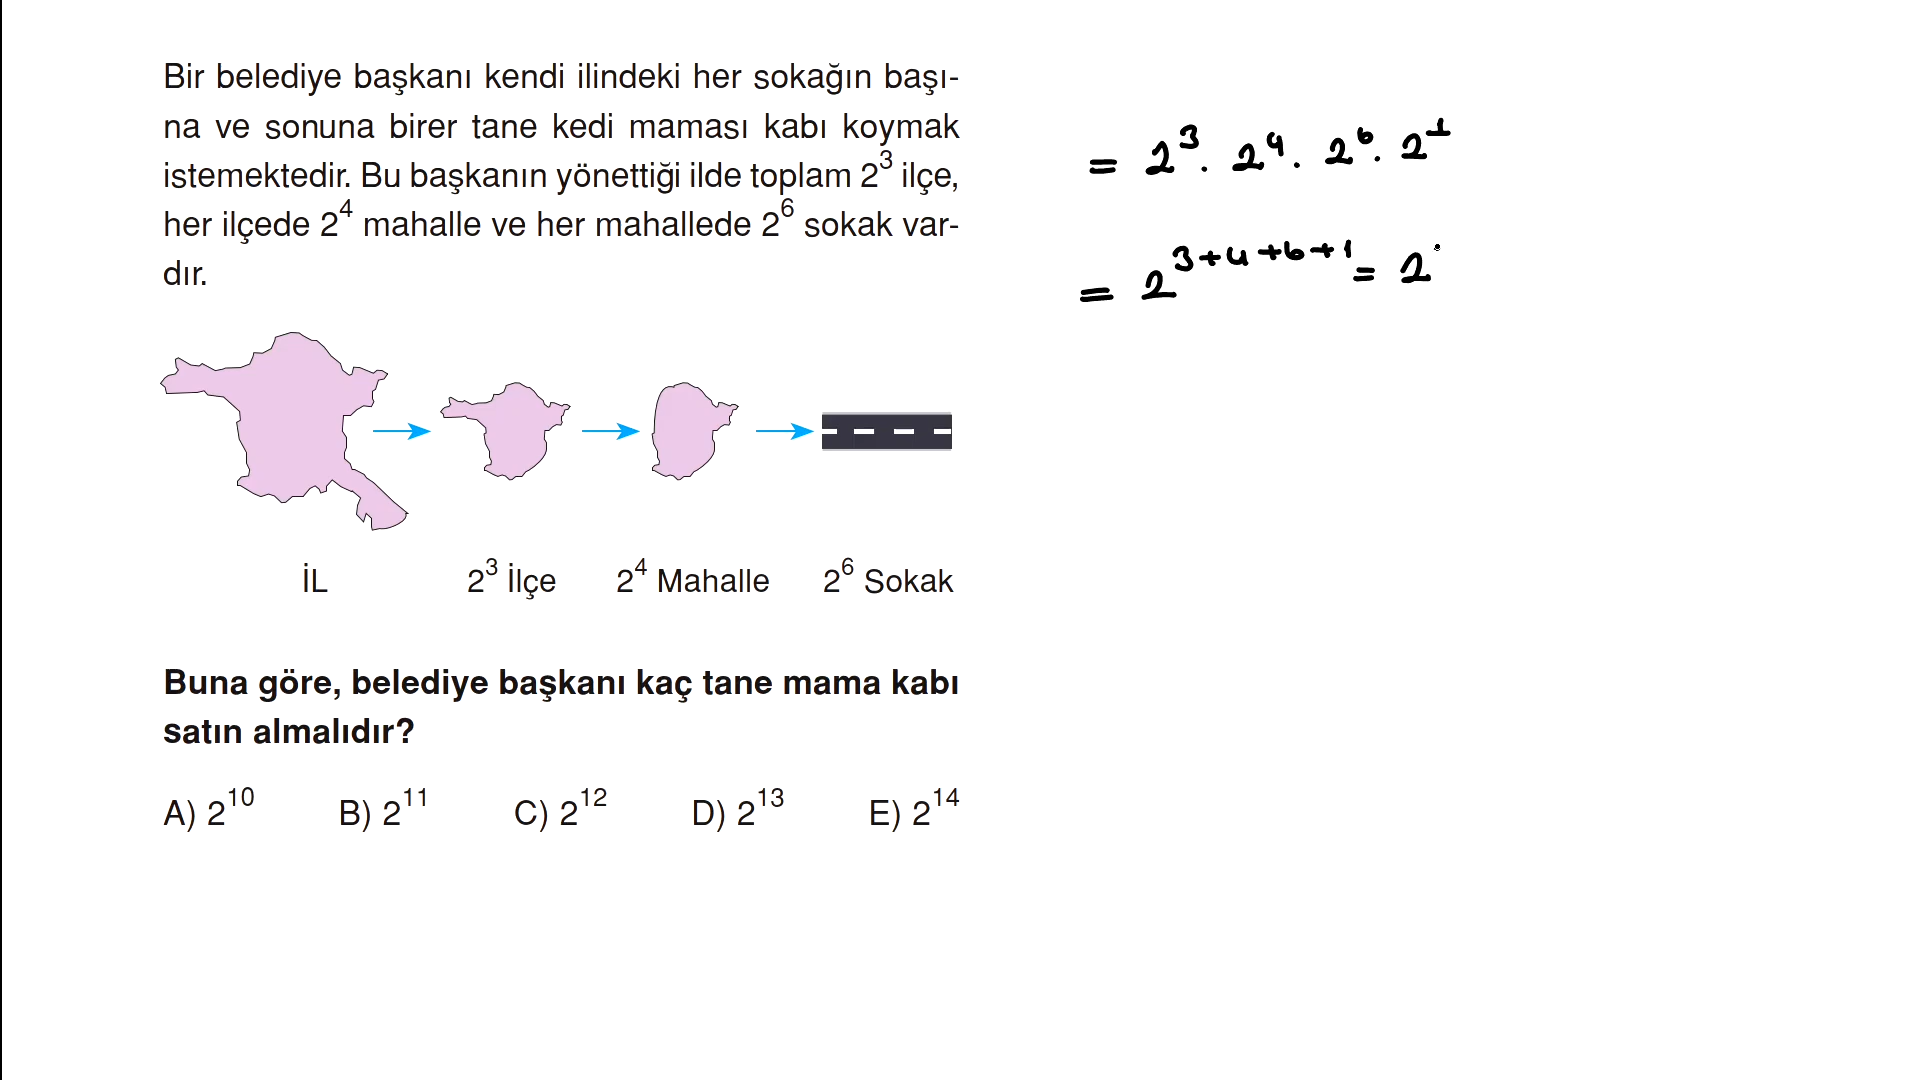 Bir belediye başkanı kendi ilindeki her sokağın başı-
na ve sonuna birer tane kedi maması kabı koymak
istemektedir. Bu başkanın yönettiği ilde toplam 2³ ilçe,
her ilçede 2⁴ mahalle ve her mahallede 2⁶ sokak var-
dır.
İL 2³ İlçe 2⁴ Mahalle 2⁶ Sokak
Buna göre, belediye başkanı kaç tane mama kabı
satın almalıdır?
A) 2¹⁰ B) 2¹¹ C) 2¹² D) 2¹³ E) 2¹⁴
= 2³ . 2⁴ . 2⁶ . 2¹
= 2³⁺⁴⁺⁶⁺¹ = 2